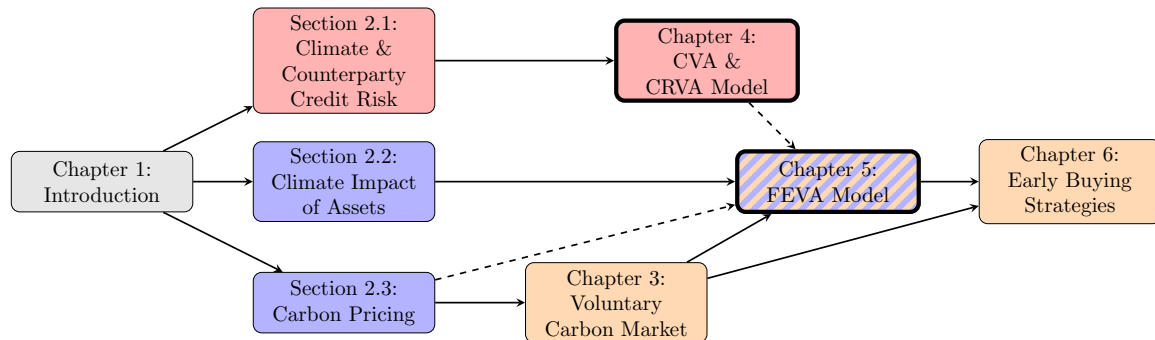 Chapter 1:
Introduction
Section 2.1:
Climate &
Counterparty
Credit Risk
Section 2.2:
Climate Impact
of Assets
Section 2.3:
Carbon Pricing
Chapter 4:
CVA &
CRVA Model
Chapter 3:
Voluntary
Carbon Market
Chapter 5:
FEVA Model
Chapter 6:
Early Buying
Strategies